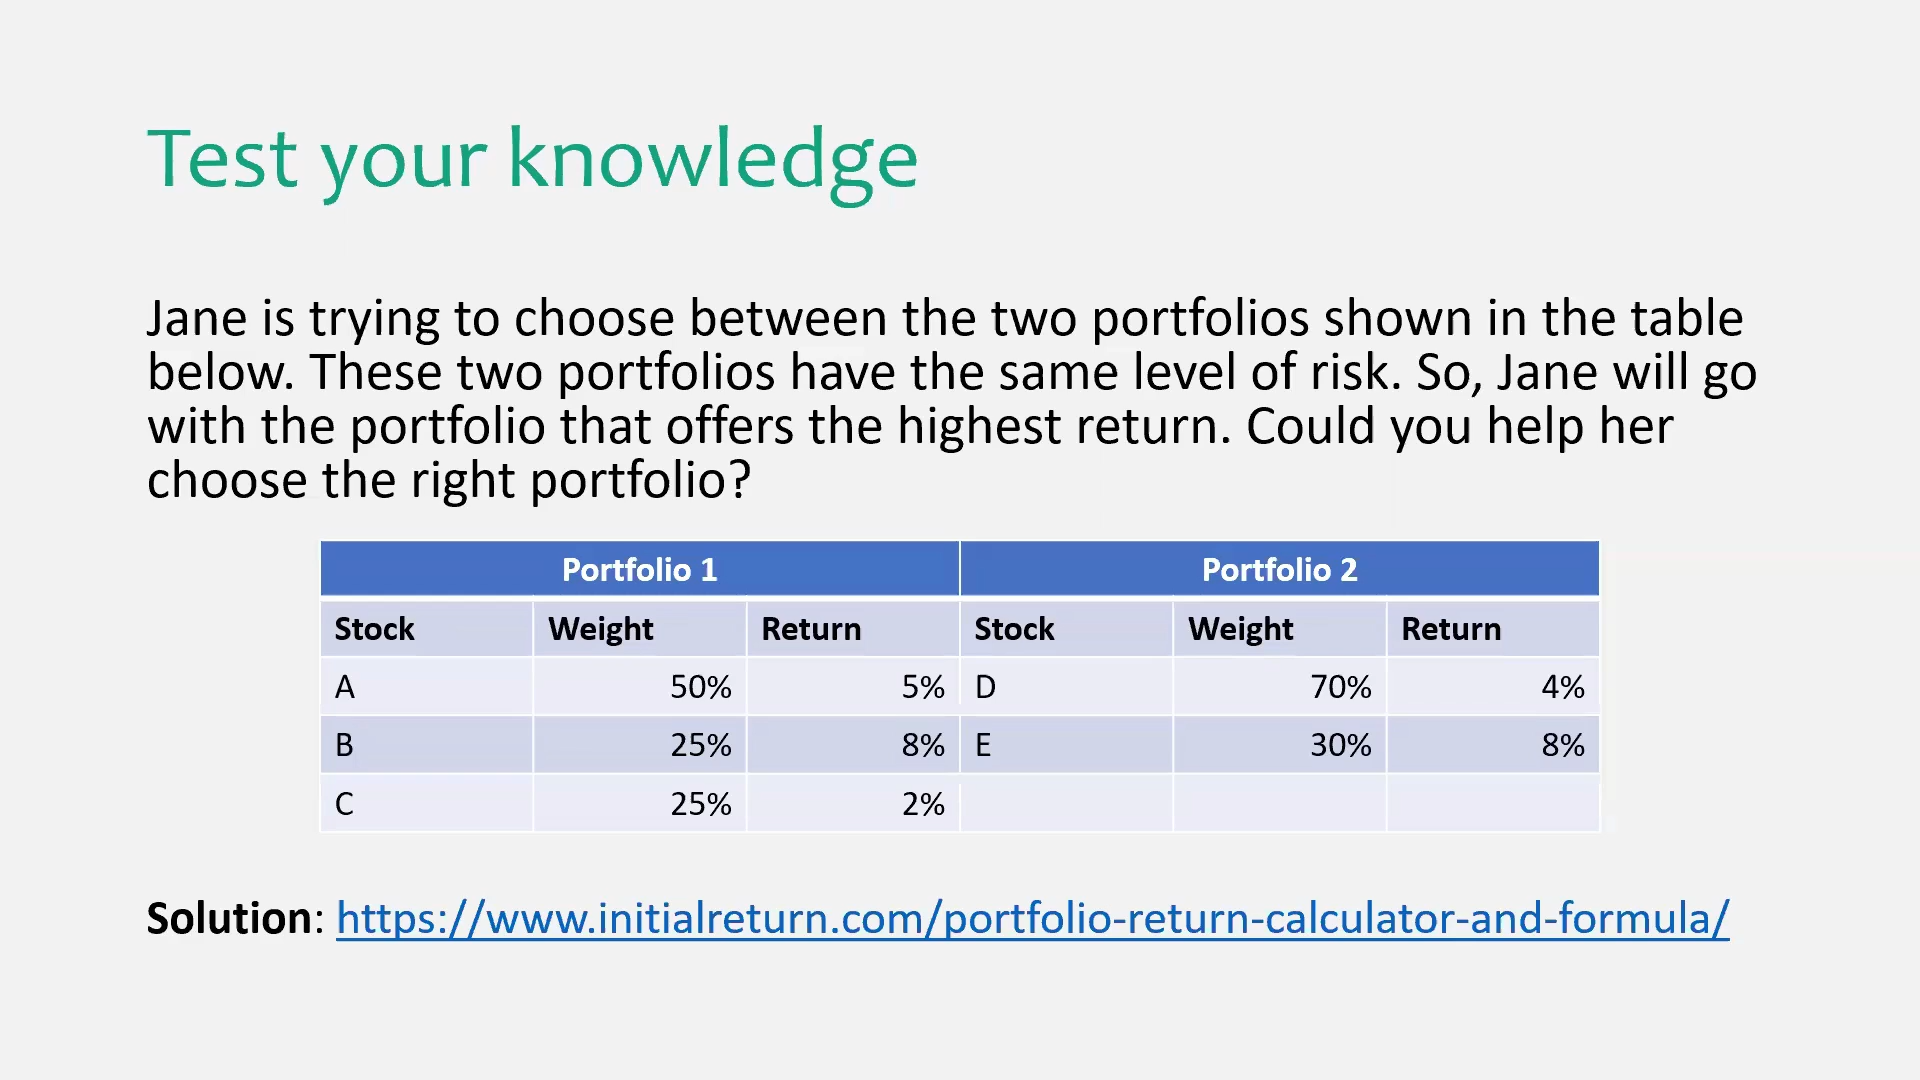 Test your knowledge
Jane is trying to choose between the two portfolios shown in the table
below. These two portfolios have the same level of risk. So, Jane will go
with the portfolio that offers the highest return. Could you help her
choose the right portfolio?
Portfolio 1 Portfolio 2
Stock Weight Return Stock Weight Return
A 50% 5% D 70% 4%
B 25% 8% E 30% 8%
C 25% 2%
Solution: https://www.initialreturn.com/portfolio-return-calculator-and-formula/